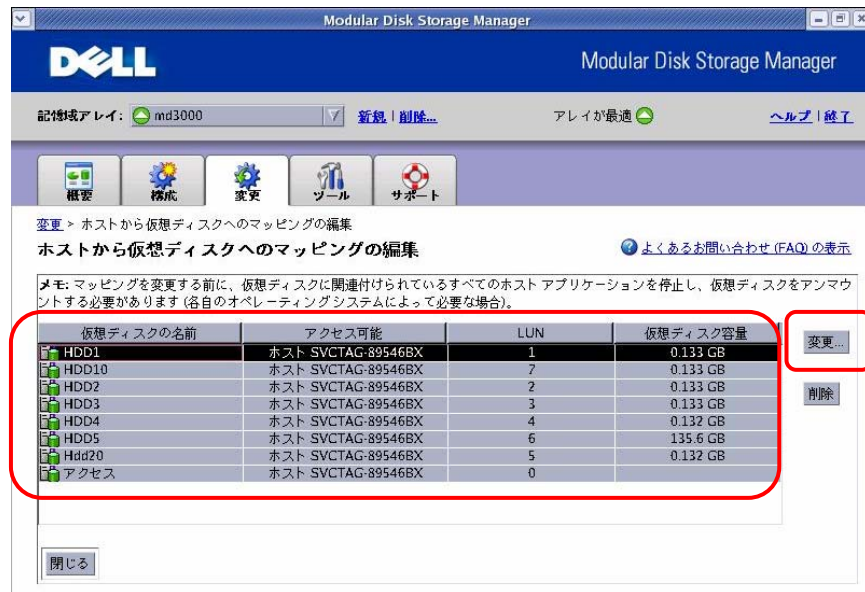 Modular Disk Storage Manager
DELL
Modular Disk Storage Manager
記憶域アレイ: md3000 新規 | 削除... アレイが最適 ヘルプ | 終了
概要 構成 変更 ツール サポート
変更 > ホストから仮想ディスクへのマッピングの編集
ホストから仮想ディスクへのマッピングの編集 よくあるお問い合わせ (FAQ) の表示
メモ: マッピングを変更する前に、仮想ディスクに関連付けられているすべてのホスト アプリケーションを停止し、仮想ディスクをアンマウ
ントする必要があります (各自のオペレーティング システムによって必要な場合)。
仮想ディスクの名前 アクセス可能 LUN 仮想ディスク容量
HDD1 ホスト SVCTAG-89546BX 1 0.133 GB
HDD10 ホスト SVCTAG-89546BX 7 0.133 GB
HDD2 ホスト SVCTAG-89546BX 2 0.133 GB
HDD3 ホスト SVCTAG-89546BX 3 0.133 GB
HDD4 ホスト SVCTAG-89546BX 4 0.132 GB
HDD5 ホスト SVCTAG-89546BX 6 135.6 GB
Hdd20 ホスト SVCTAG-89546BX 5 0.132 GB
アクセス ホスト SVCTAG-89546BX 0
変更...
削除
閉じる